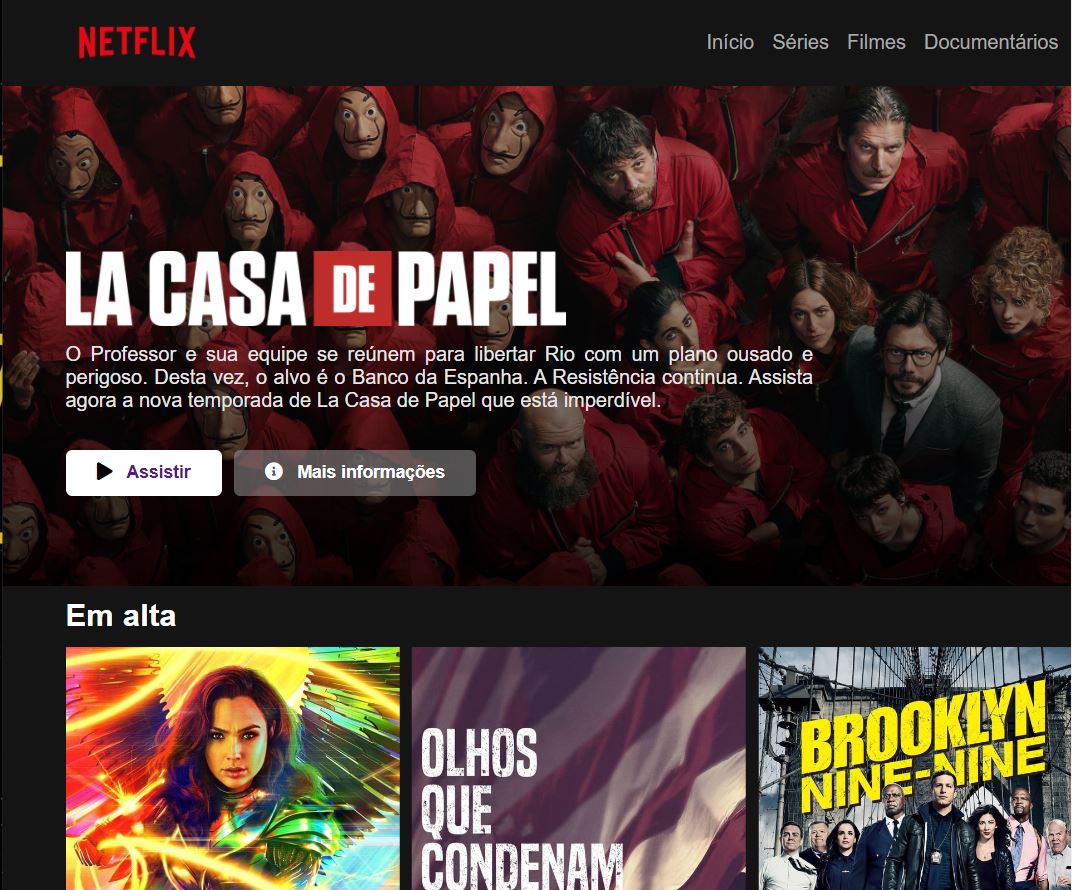 NETFLIX
Início Séries Filmes Documentários
LA CASA DE PAPEL
O Professor e sua equipe se reúnem para libertar Rio com um plano ousado e
perigoso. Desta vez, o alvo é o Banco da Espanha. A Resistência continua. Assista
agora a nova temporada de La Casa de Papel que está imperdível.
Assistir
Mais informações
Em alta
OLHOS
QUE
CONDENAM
BROOKLYN
NINE-NINE